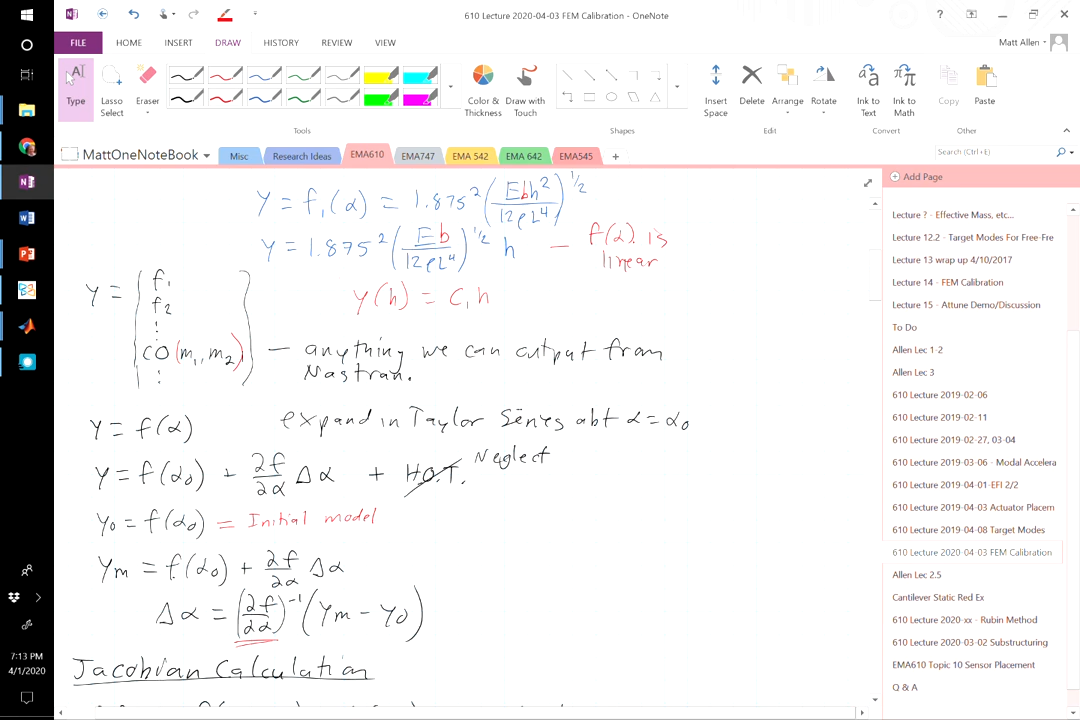 610 Lecture 2020-04-03 FEM Calibration - OneNote
?
FILE HOME INSERT DRAW HISTORY REVIEW VIEW
Matt Allen
Type
Lasso Select
Eraser
Color & Thickness
Draw with Touch
Insert Space
Delete
Arrange
Rotate
Ink to Text
Ink to Math
Copy
Paste
Tools Shapes Edit Convert Other
MattOneNoteBook Misc Research Ideas EMA610 EMA747 EMA 542 EMA 642 EMA545 +
Search (Ctrl+E)
Y = f₁(α) = 1.875² (Ebh²/12ρL⁴)^1/2
Y = 1.875² (Eb/12ρL⁴)^1/2 h — f(α) is linear
y(h) = C₁h
Y = { f₁ f₂ ⋮ CO(m₁, m₂) ⋮ } — anything we can output from Nastran.
Y = f(α) expand in Taylor Series abt α = α₀
Y = f(α₀) + ∂f/∂α Δα + H.O.T. Neglect
Y₀ = f(α₀) = Initial model
Ym = f(α₀) + ∂f/∂α Δα
Δα = (∂f/∂α)⁻¹ (Ym - Y₀)
Jacobian Calculation
Add Page
Lecture ? - Effective Mass, etc...
Lecture 12.2 - Target Modes For Free-Fre
Lecture 13 wrap up 4/10/2017
Lecture 14 - FEM Calibration
Lecture 15 - Attune Demo/Discussion
To Do
Allen Lec 1-2
Allen Lec 3
610 Lecture 2019-02-06
610 Lecture 2019-02-11
610 Lecture 2019-02-27, 03-04
610 Lecture 2019-03-06 - Modal Accelera
610 Lecture 2019-04-01-EFI 2/2
610 Lecture 2019-04-03 Actuator Placem
610 Lecture 2019-04-08 Target Modes
610 Lecture 2020-04-03 FEM Calibration
Allen Lec 2.5
Cantilever Static Red Ex
610 Lecture 2020-xx - Rubin Method
610 Lecture 2020-03-02 Substructuring
EMA610 Topic 10 Sensor Placement
Q & A
7:13 PM
4/1/2020